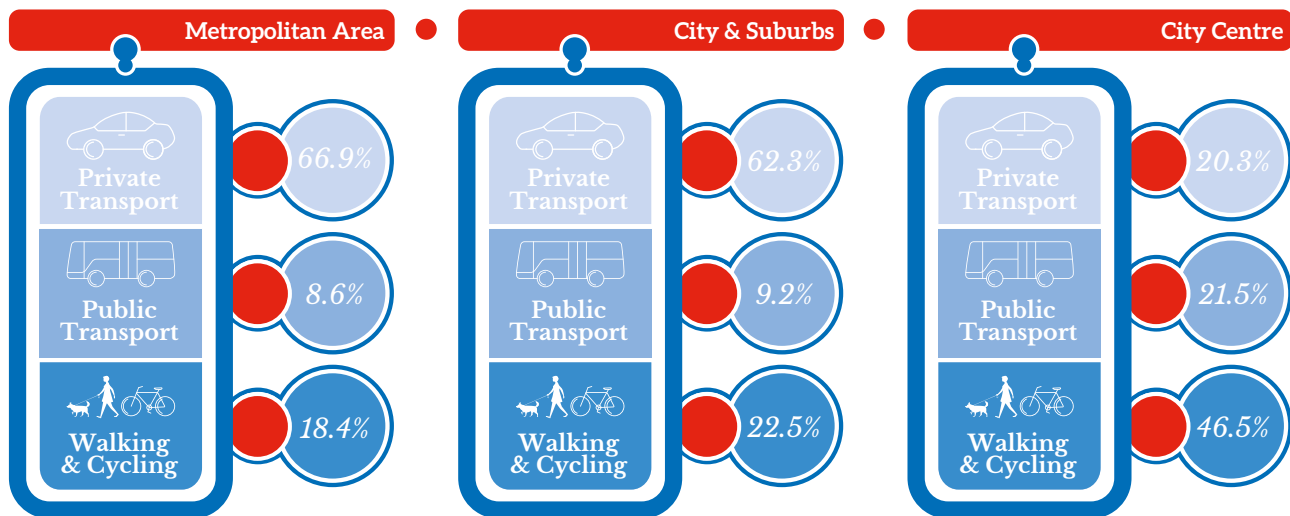 Metropolitan Area
Private
Transport
66.9%
Public
Transport
8.6%
Walking
& Cycling
18.4%
City & Suburbs
Private
Transport
62.3%
Public
Transport
9.2%
Walking
& Cycling
22.5%
City Centre
Private
Transport
20.3%
Public
Transport
21.5%
Walking
& Cycling
46.5%